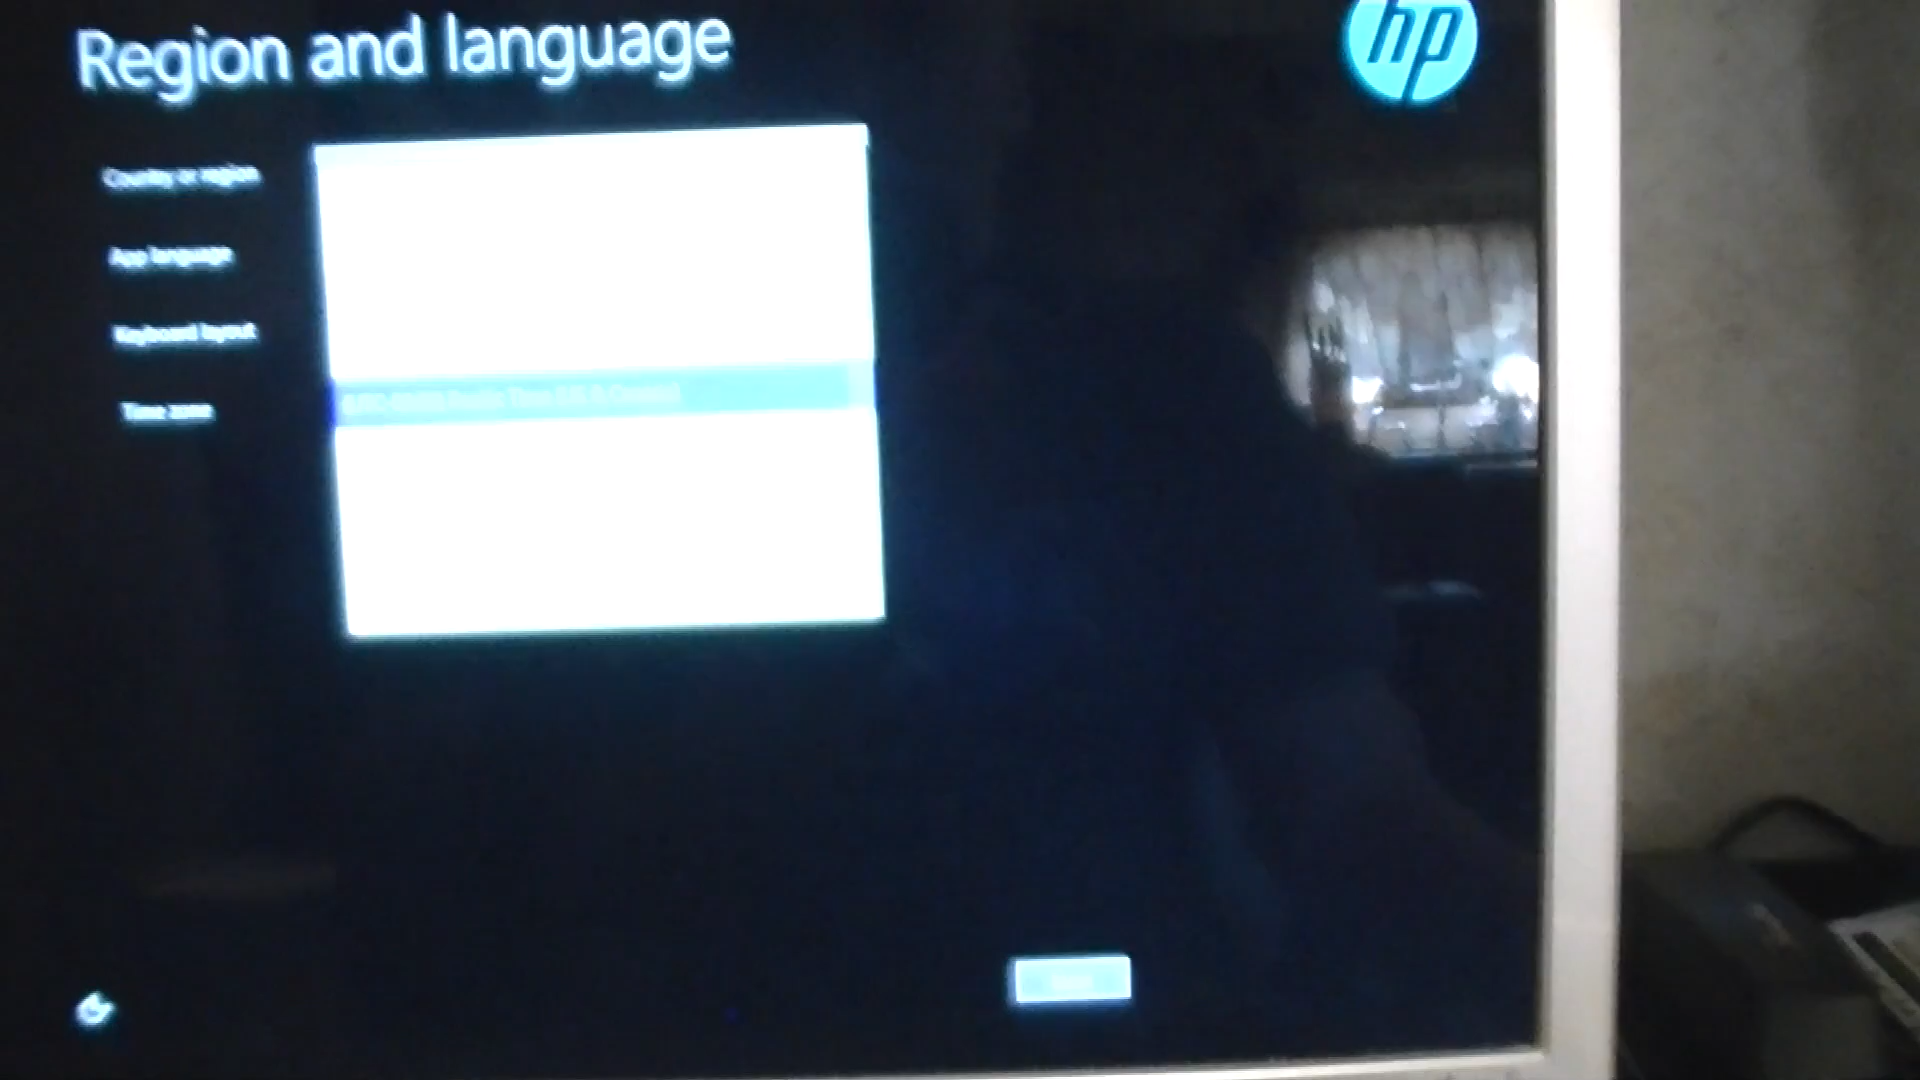 Region and language
hp
Country or region
App language
Keyboard layout
Time zone